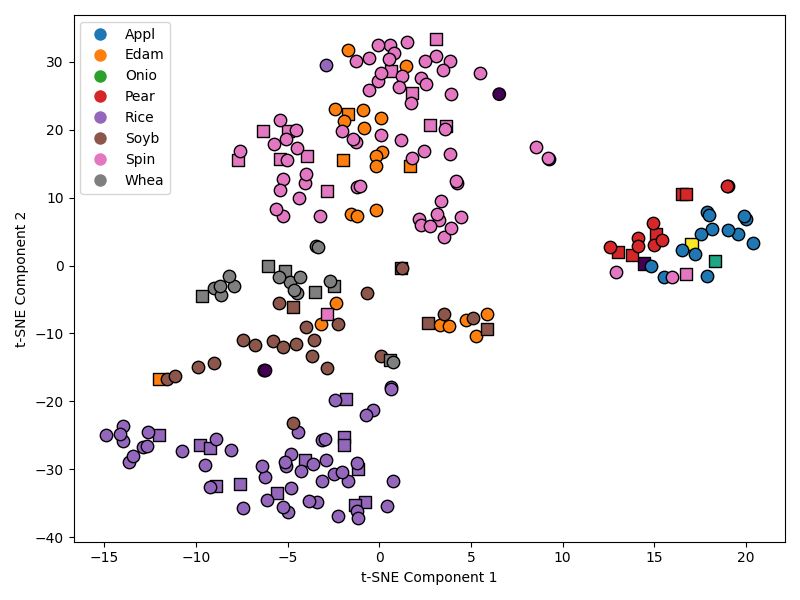 Appl
Edam
Onio
Pear
Rice
Soyb
Spin
Whea
30
20
10
0
−10
−20
−30
−40
t-SNE Component 2
−15 −10 −5 0 5 10 15 20
t-SNE Component 1